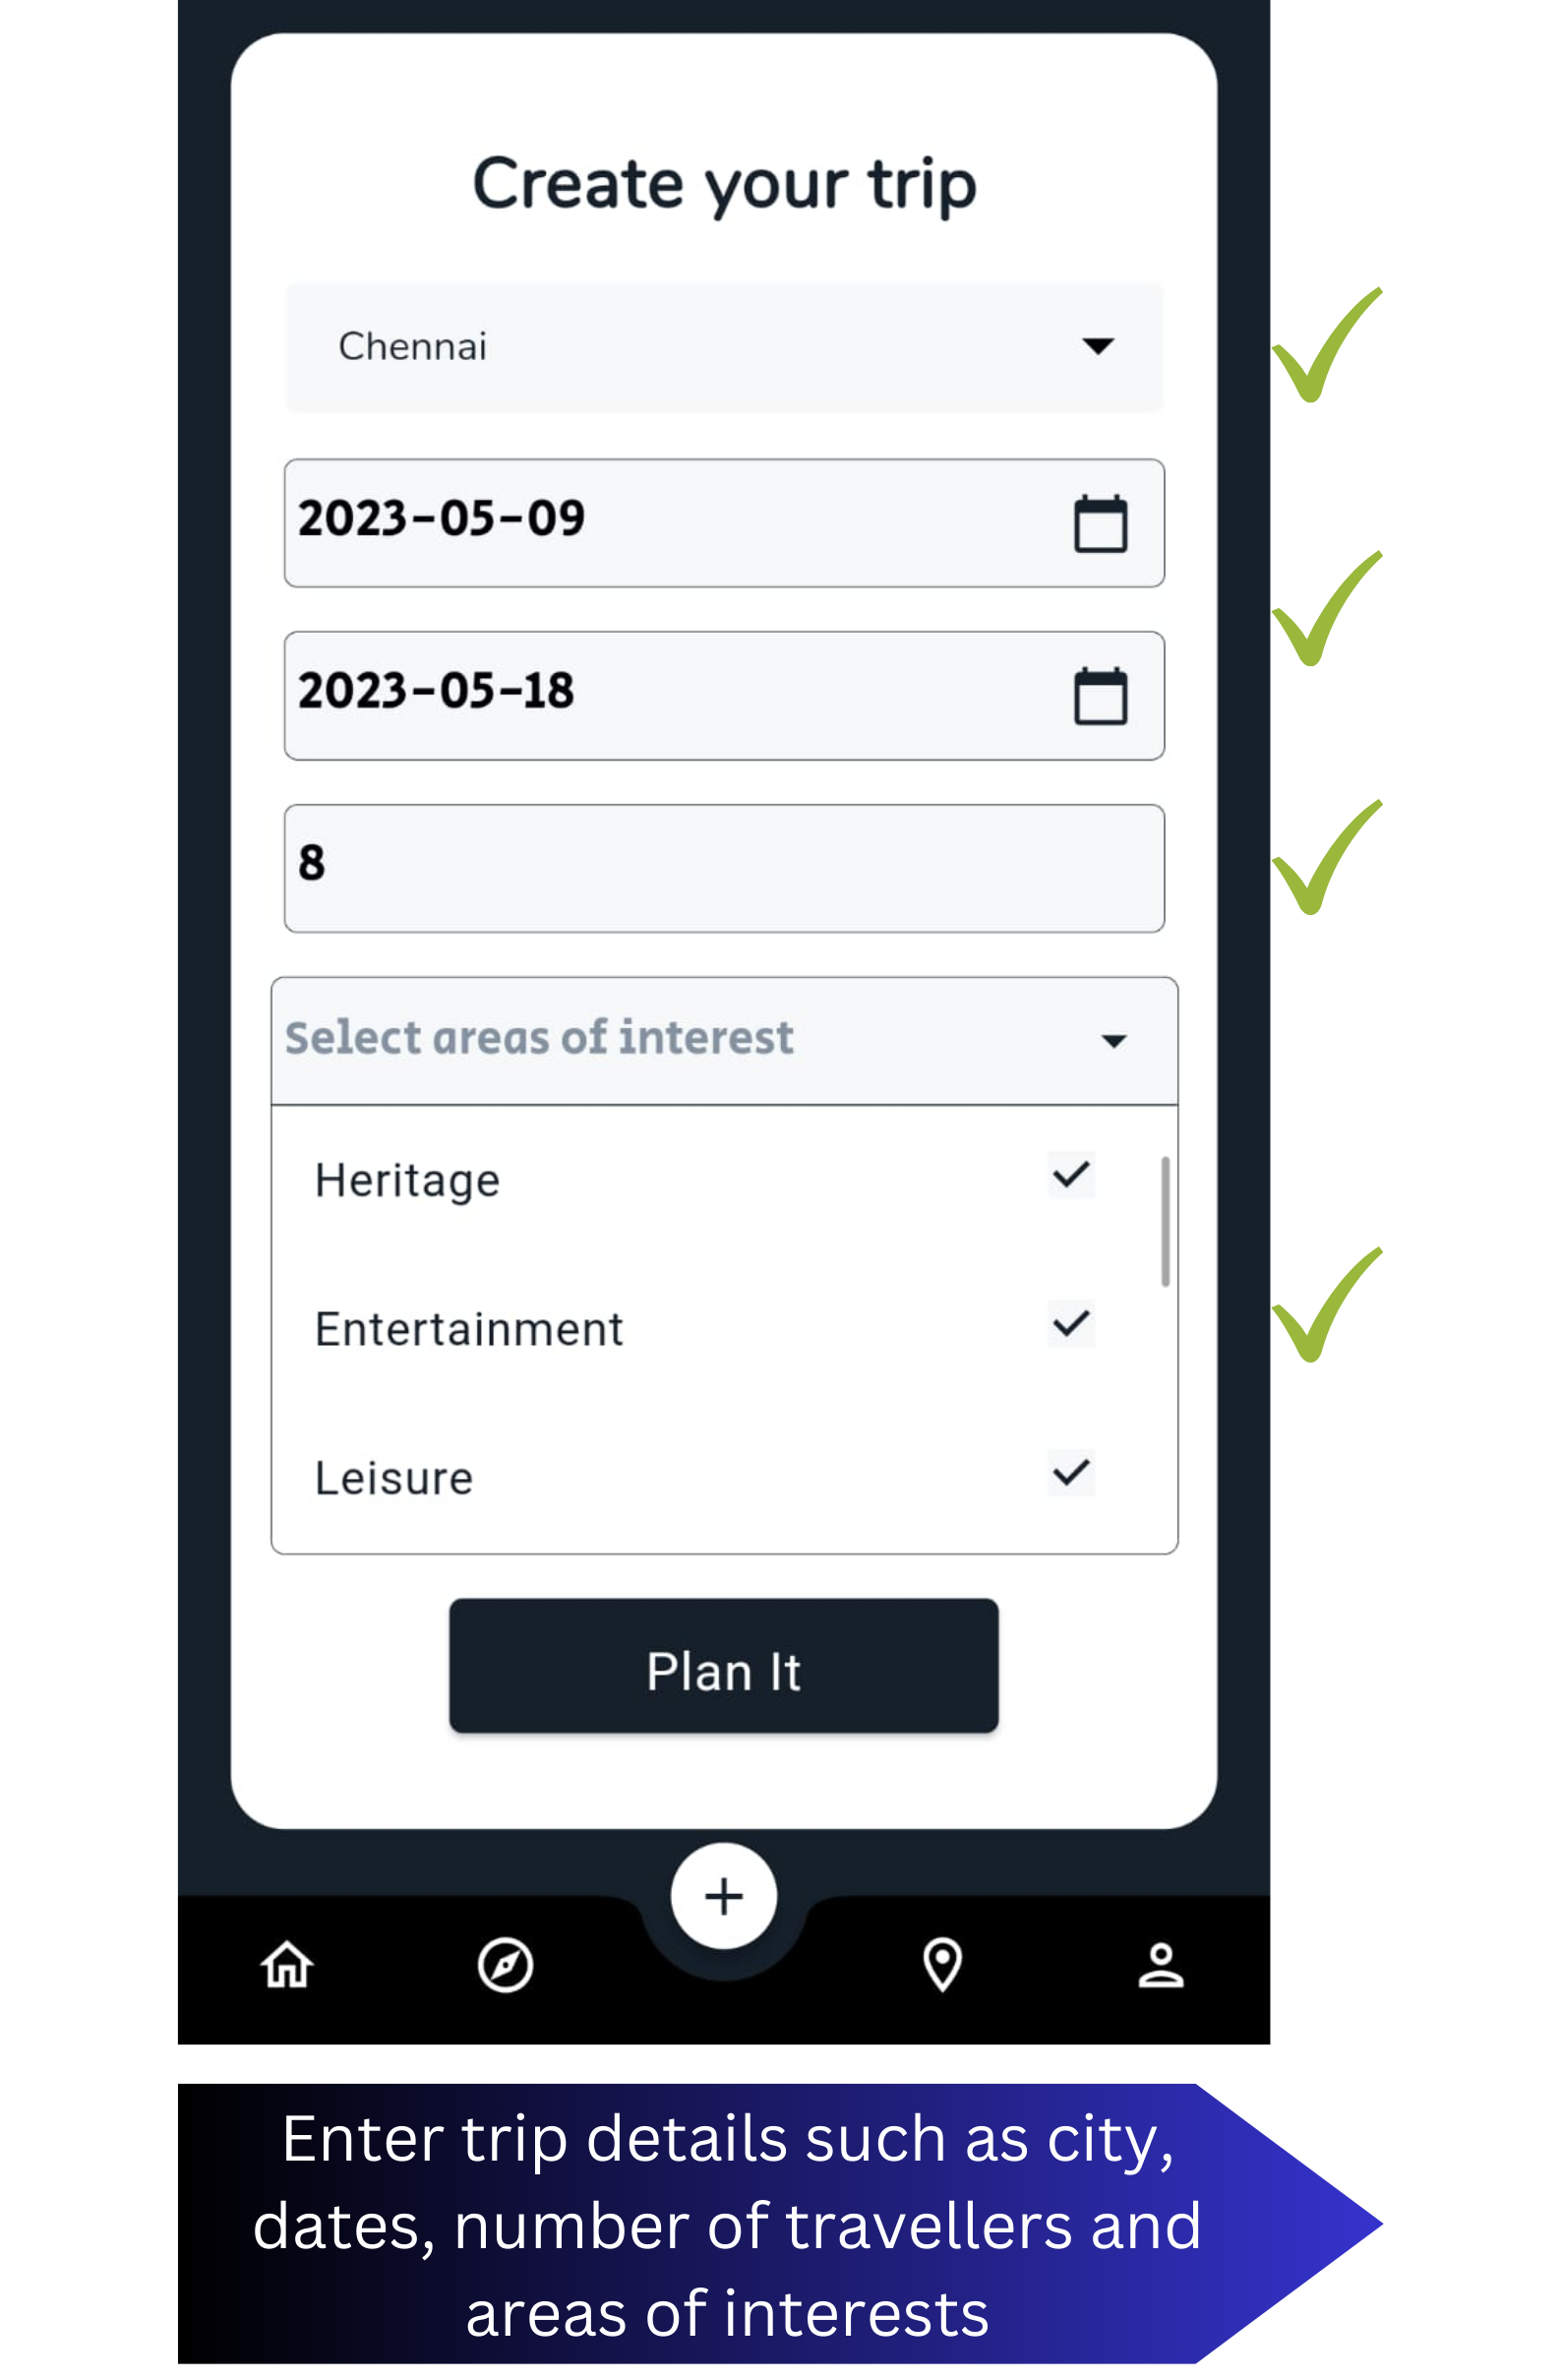 Create your trip
Chennai
2023-05-09
2023-05-18
8
Select areas of interest
Heritage
Entertainment
Leisure
Plan It
Enter trip details such as city,
dates, number of travellers and
areas of interests